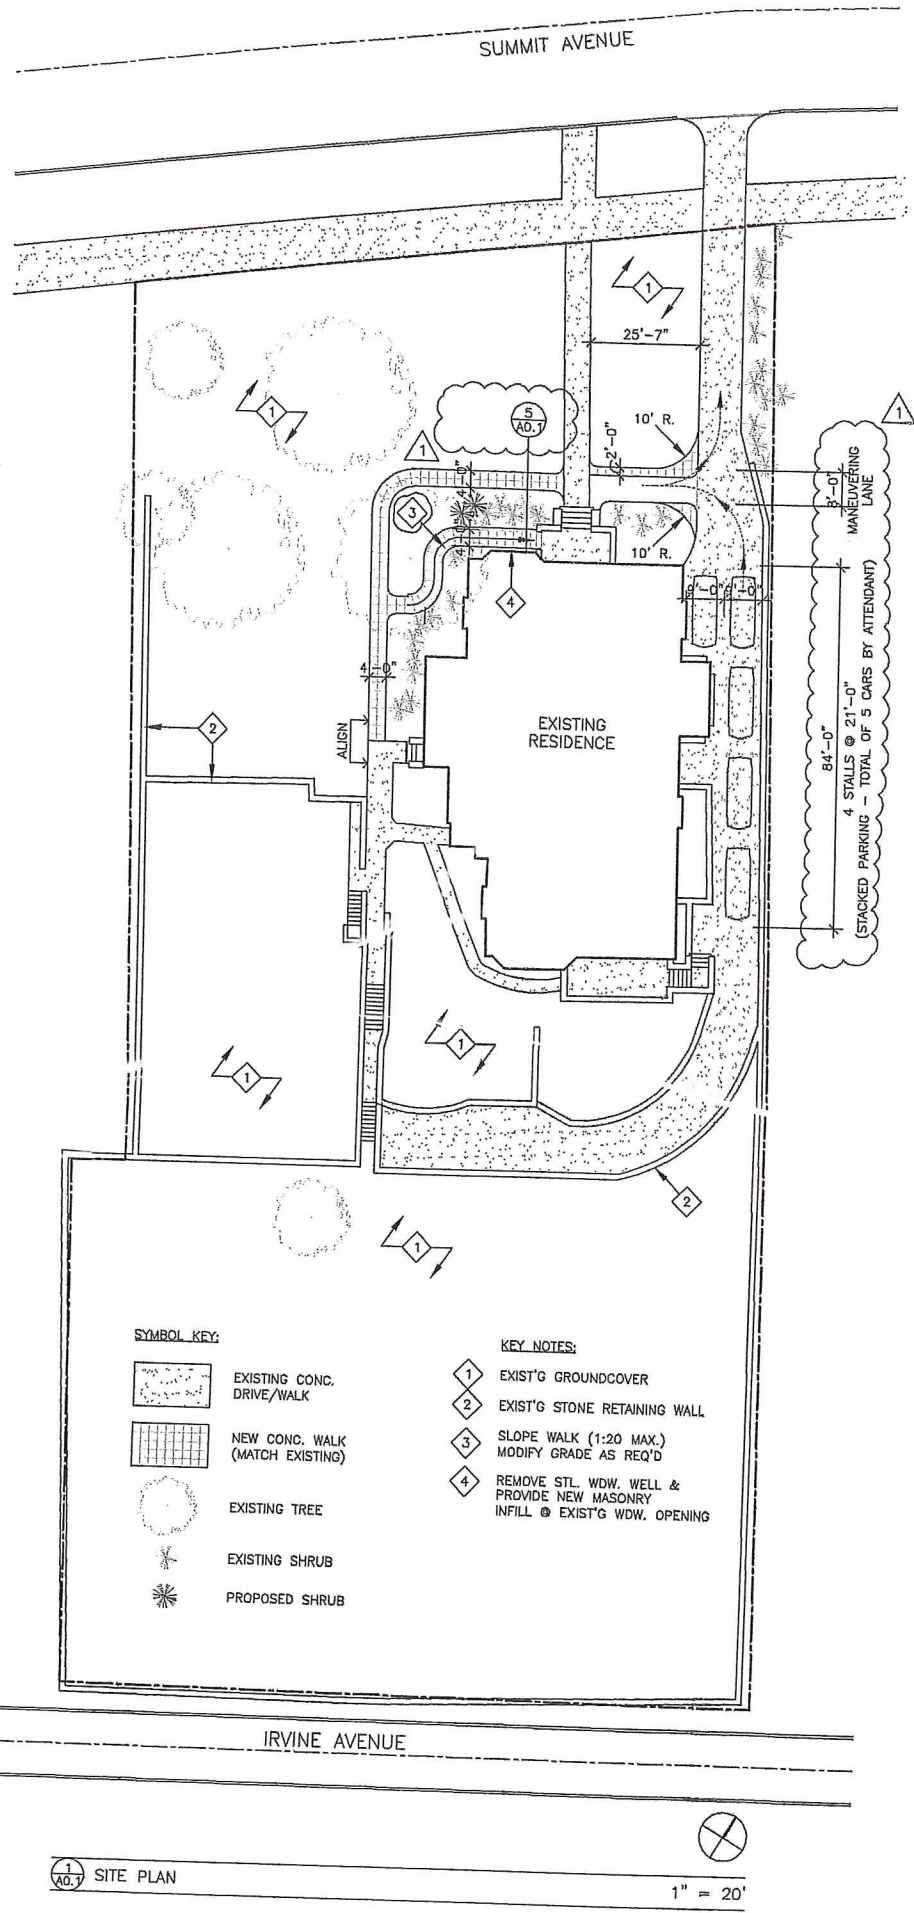 SUMMIT AVENUE
1
25'-7"
1
5
A0.1
10' R.
1
1
2'-0"
4'-0"
3
4'-0"
10' R.
4
8'-0"
MANEUVERING
LANE
4'-0"
ALIGN
2
EXISTING
RESIDENCE
84'-0"
4 STALLS @ 21'-0"
(STACKED PARKING - TOTAL OF 5 CARS BY ATTENDANT)
1
1
2
1
SYMBOL KEY:
EXISTING CONC.
DRIVE/WALK
NEW CONC. WALK
(MATCH EXISTING)
EXISTING TREE
EXISTING SHRUB
PROPOSED SHRUB
KEY NOTES:
1 EXIST'G GROUNDCOVER
2 EXIST'G STONE RETAINING WALL
3 SLOPE WALK (1:20 MAX.)
MODIFY GRADE AS REQ'D
4 REMOVE STL. WDW. WELL &
PROVIDE NEW MASONRY
INFILL @ EXIST'G WDW. OPENING
IRVINE AVENUE
1
A0.1
SITE PLAN
1" = 20'